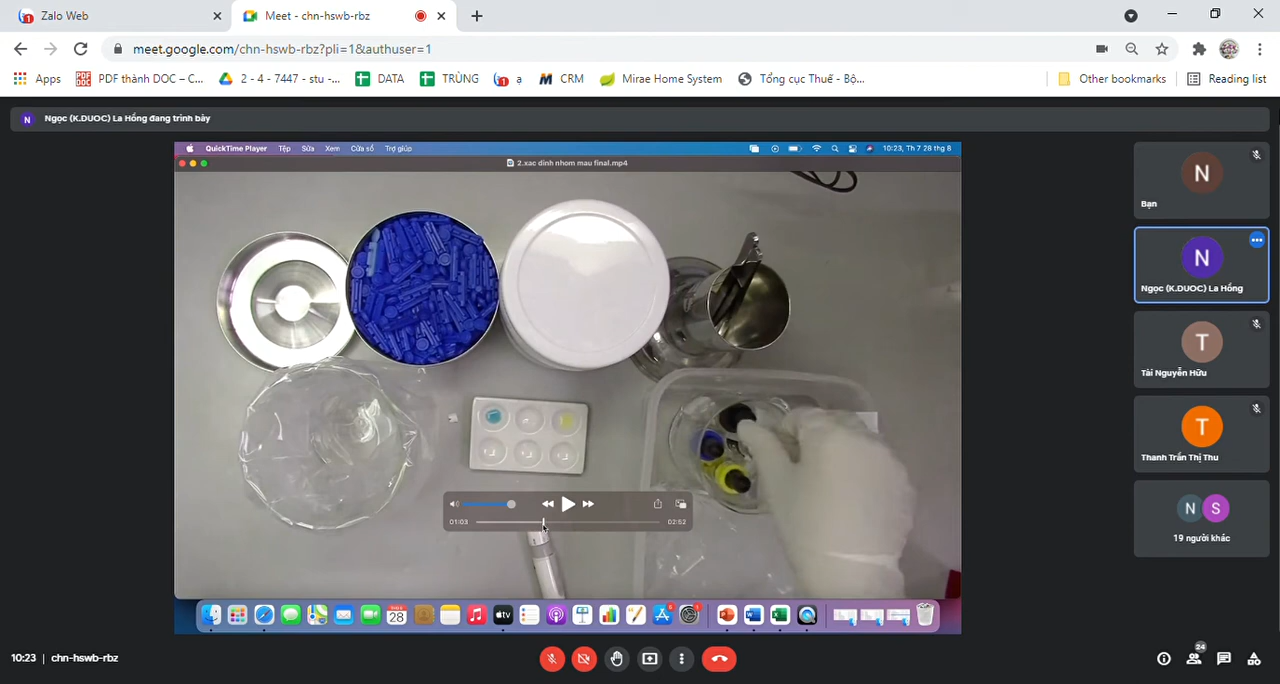 Zalo Web
Meet - chn-hswb-rbz
meet.google.com/chn-hswb-rbz?pli=1&authuser=1
Apps
PDF thành DOC – C...
2 - 4 - 7447 - stu -...
DATA
TRÙNG
ạ
CRM
Mirae Home System
Tổng cục Thuế - Bộ...
Other bookmarks
Reading list
N
Ngọc (K.DUOC) La Hồng đang trình bày
QuickTime Player Tệp Sửa Xem Cửa sổ Trợ giúp
10:23, Th 7 28 thg 8
2.xac dinh nhom mau final.mp4
01:03
02:52
28
tv
N
Bạn
N
Ngọc (K.DUOC) La Hồng
T
Tài Nguyễn Hữu
T
Thanh Trần Thị Thu
N S
19 người khác
10:23 | chn-hswb-rbz
24